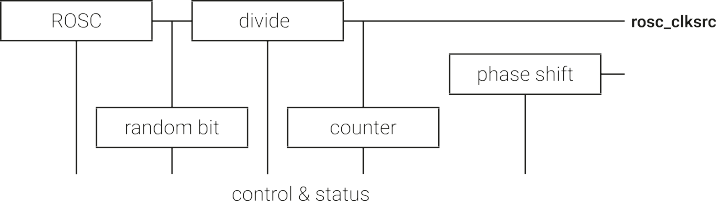 ROSC
divide
rosc_clksrc
phase shift
random bit
counter
control & status